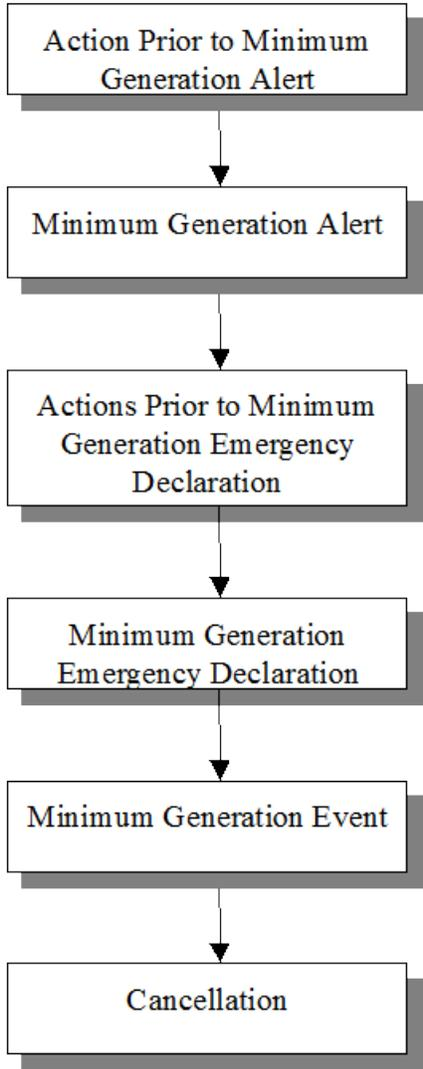 Action Prior to Minimum
Generation Alert
Minimum Generation Alert
Actions Prior to Minimum
Generation Emergency
Declaration
Minimum Generation
Emergency Declaration
Minimum Generation Event
Cancellation